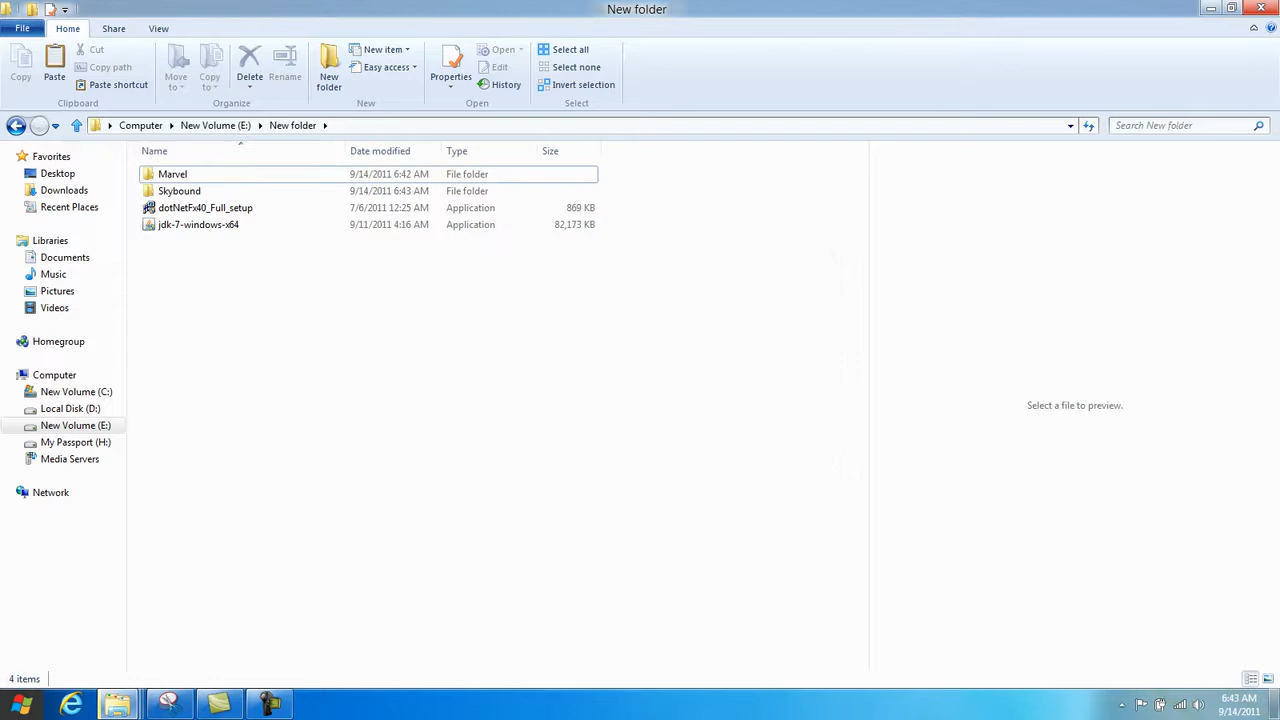 New folder
File Home Share View
Copy Paste Cut Copy path Paste shortcut Move to Copy to Delete Rename New folder New item Easy access Properties Open Edit History Select all Select none Invert selection
Clipboard Organize New Open Select
Computer New Volume (E:) New folder Search New folder
Name Date modified Type Size
Favorites
Desktop
Downloads
Recent Places
Libraries
Documents
Music
Pictures
Videos
Homegroup
Computer
New Volume (C:)
Local Disk (D:)
New Volume (E:)
My Passport (H:)
Media Servers
Network
Marvel 9/14/2011 6:42 AM File folder
Skybound 9/14/2011 6:43 AM File folder
dotNetFx40_Full_setup 7/6/2011 12:25 AM Application 869 KB
jdk-7-windows-x64 9/11/2011 4:16 AM Application 82,173 KB
Select a file to preview.
4 items
6:43 AM
9/14/2011